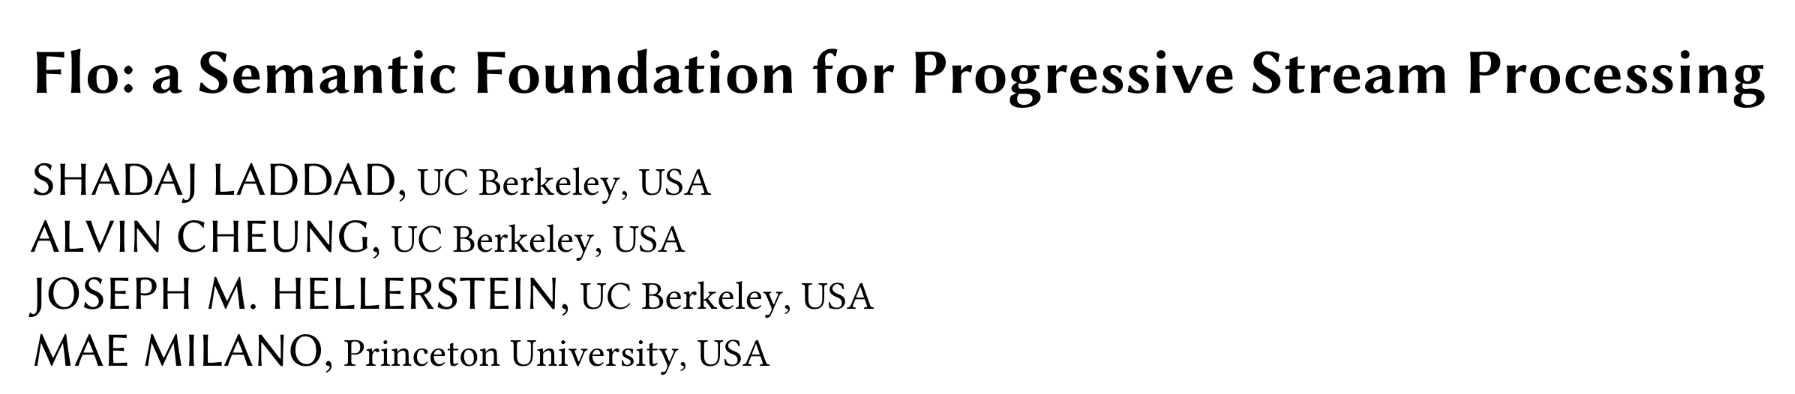 Flo: a Semantic Foundation for Progressive Stream Processing
SHADAJ LADDAD, UC Berkeley, USA
ALVIN CHEUNG, UC Berkeley, USA
JOSEPH M. HELLERSTEIN, UC Berkeley, USA
MAE MILANO, Princeton University, USA